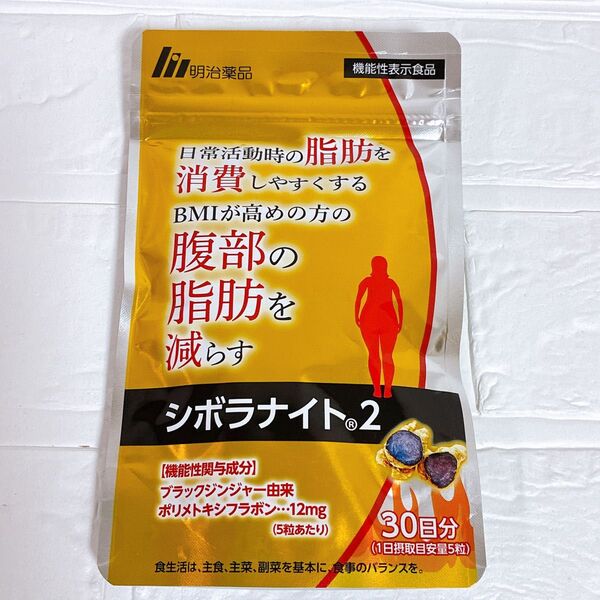 明治薬品
機能性表示食品
日常活動時の脂肪を
消費しやすくする
BMIが高めの方の
腹部の
脂肪を
減らす
シボラナイト®2
【機能性関与成分】
ブラックジンジャー由来
ポリメトキシフラボン…12mg
(5粒あたり)
30日分
(1日摂取目安量5粒)
食生活は、主食、主菜、副菜を基本に、食事のバランスを。